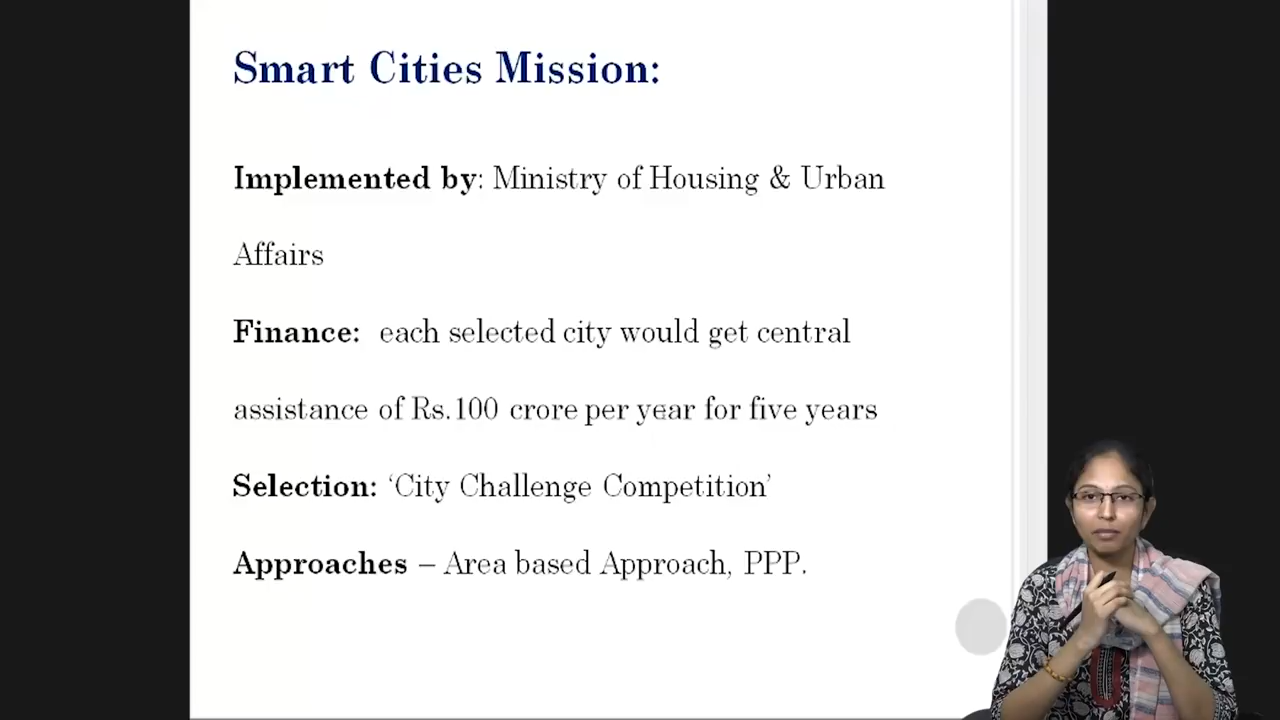 Smart Cities Mission:
Implemented by: Ministry of Housing & Urban
Affairs
Finance: each selected city would get central
assistance of Rs.100 crore per year for five years
Selection: ‘City Challenge Competition’
Approaches – Area based Approach, PPP.